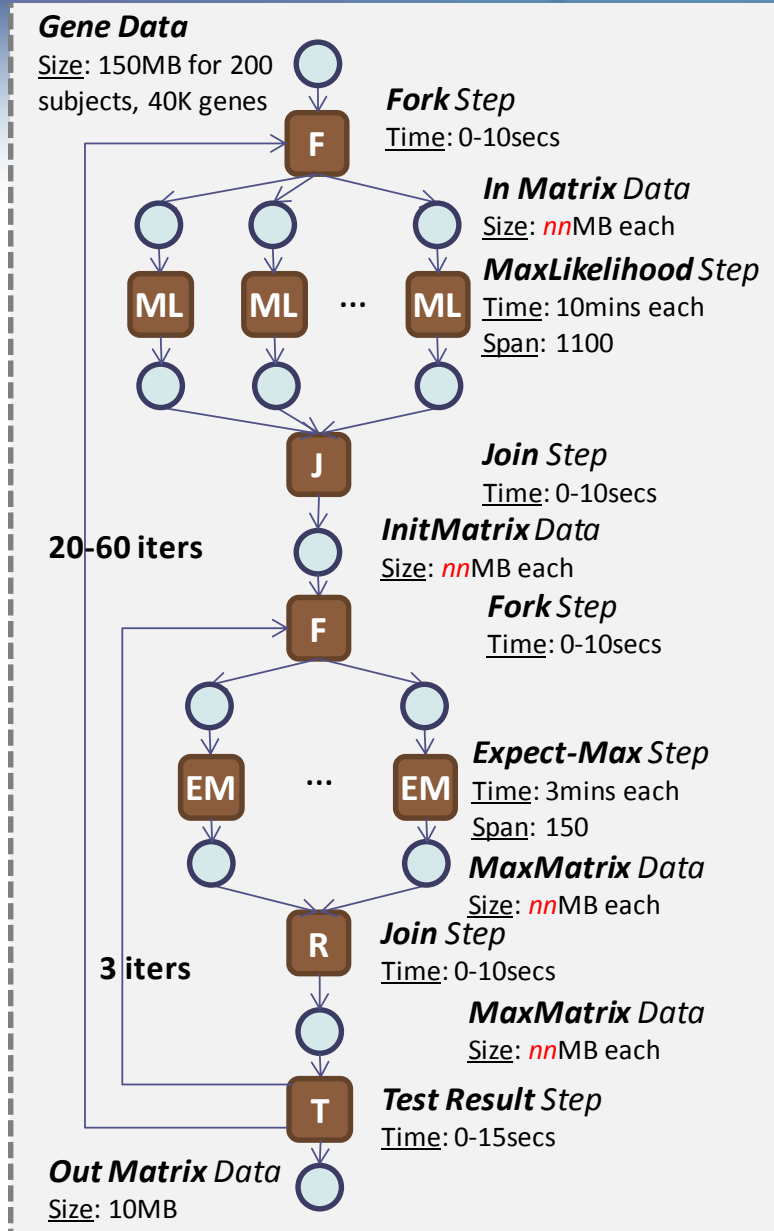 Gene Data
Size: 150MB for 200
subjects, 40K genes
Fork Step
Time: 0-10secs
F
In Matrix Data
Size: nnMB each
MaxLikelihood Step
Time: 10mins each
Span: 1100
ML
ML
...
ML
J
Join Step
Time: 0-10secs
20-60 iters
InitMatrix Data
Size: nnMB each
Fork Step
Time: 0-10secs
F
Expect-Max Step
Time: 3mins each
Span: 150
EM
...
EM
MaxMatrix Data
Size: nnMB each
R
Join Step
Time: 0-10secs
3 iters
MaxMatrix Data
Size: nnMB each
T
Test Result Step
Time: 0-15secs
Out Matrix Data
Size: 10MB